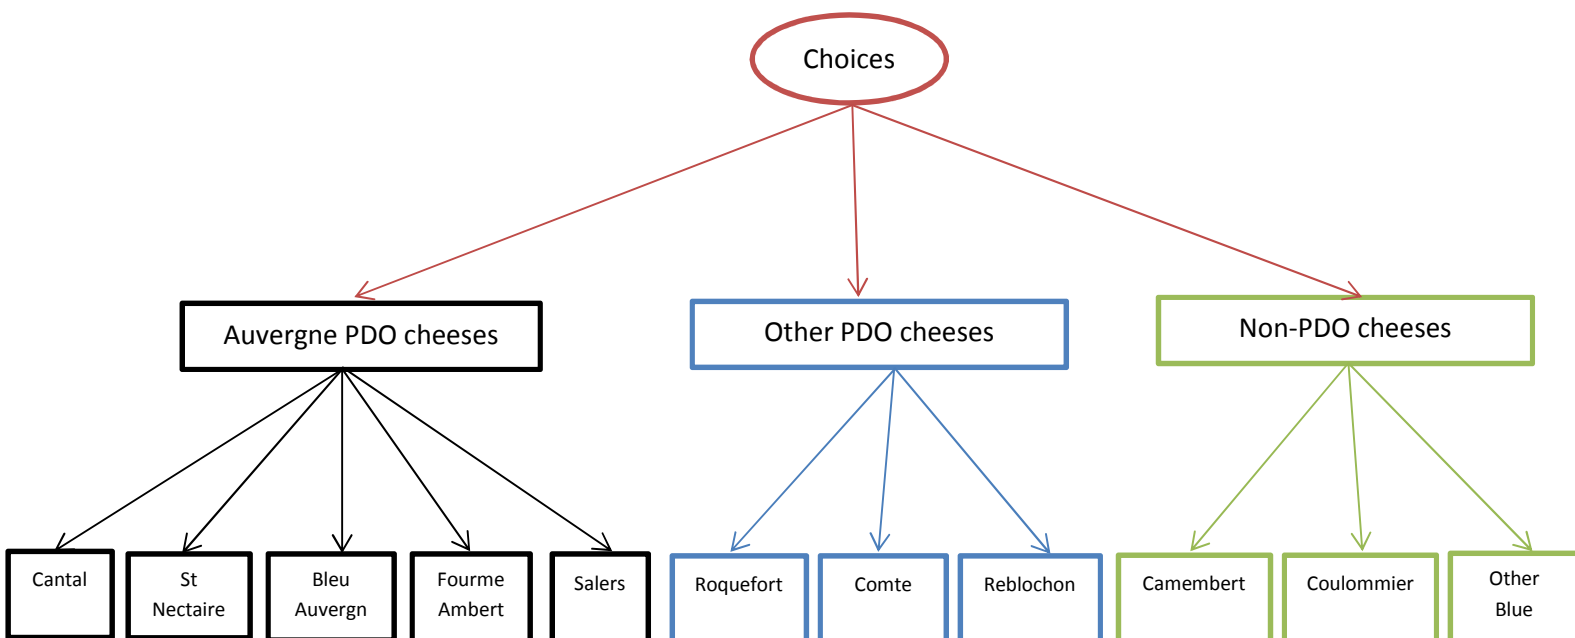 Choices
Auvergne PDO cheeses
Other PDO cheeses
Non-PDO cheeses
Cantal
St
Nectaire
Bleu
Auvergn
Fourme
Ambert
Salers
Roquefort
Comte
Reblochon
Camembert
Coulommier
Other
Blue